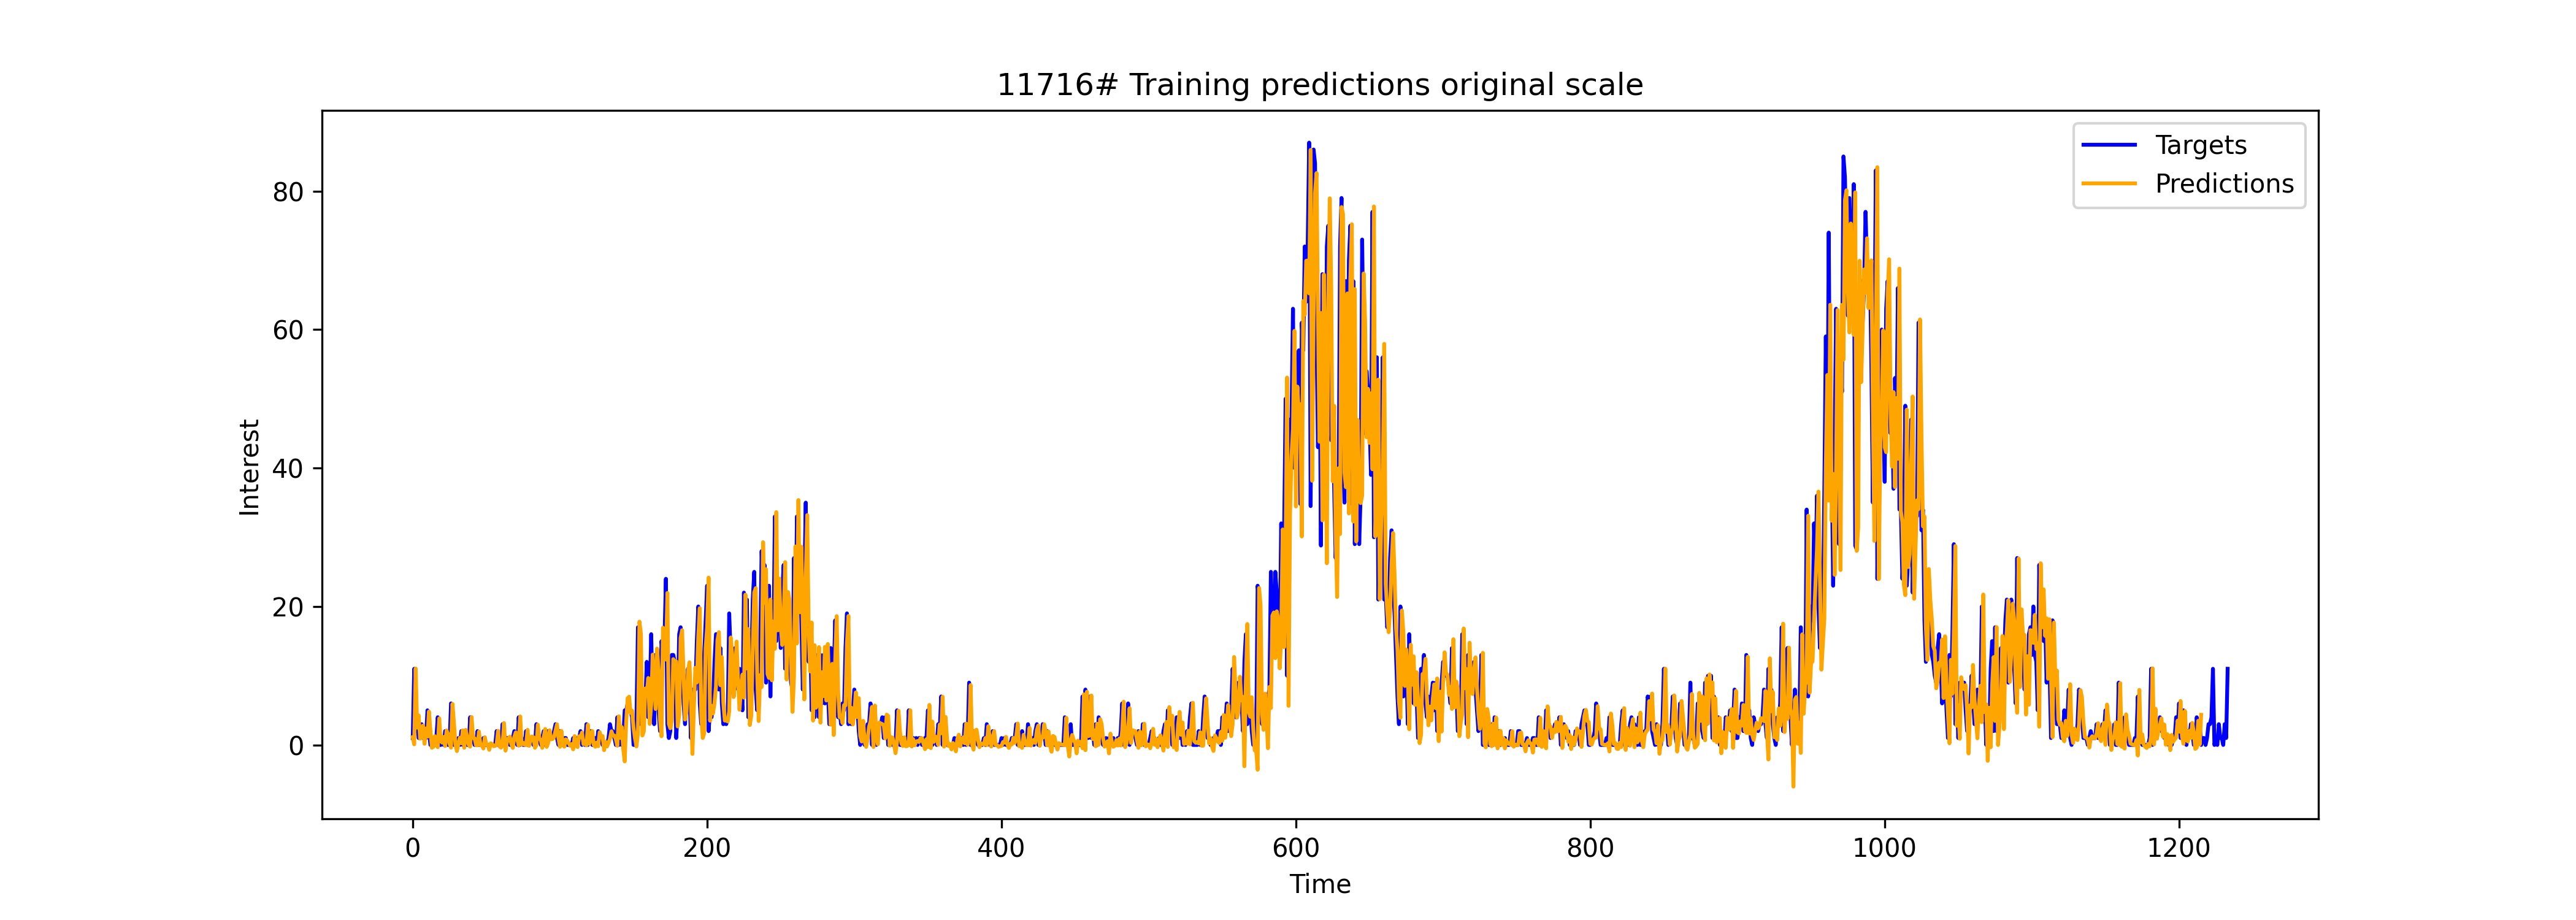 11716# Training predictions original scale
Targets
Predictions
80
60
40
20
0
Interest
0 200 400 600 800 1000 1200
Time